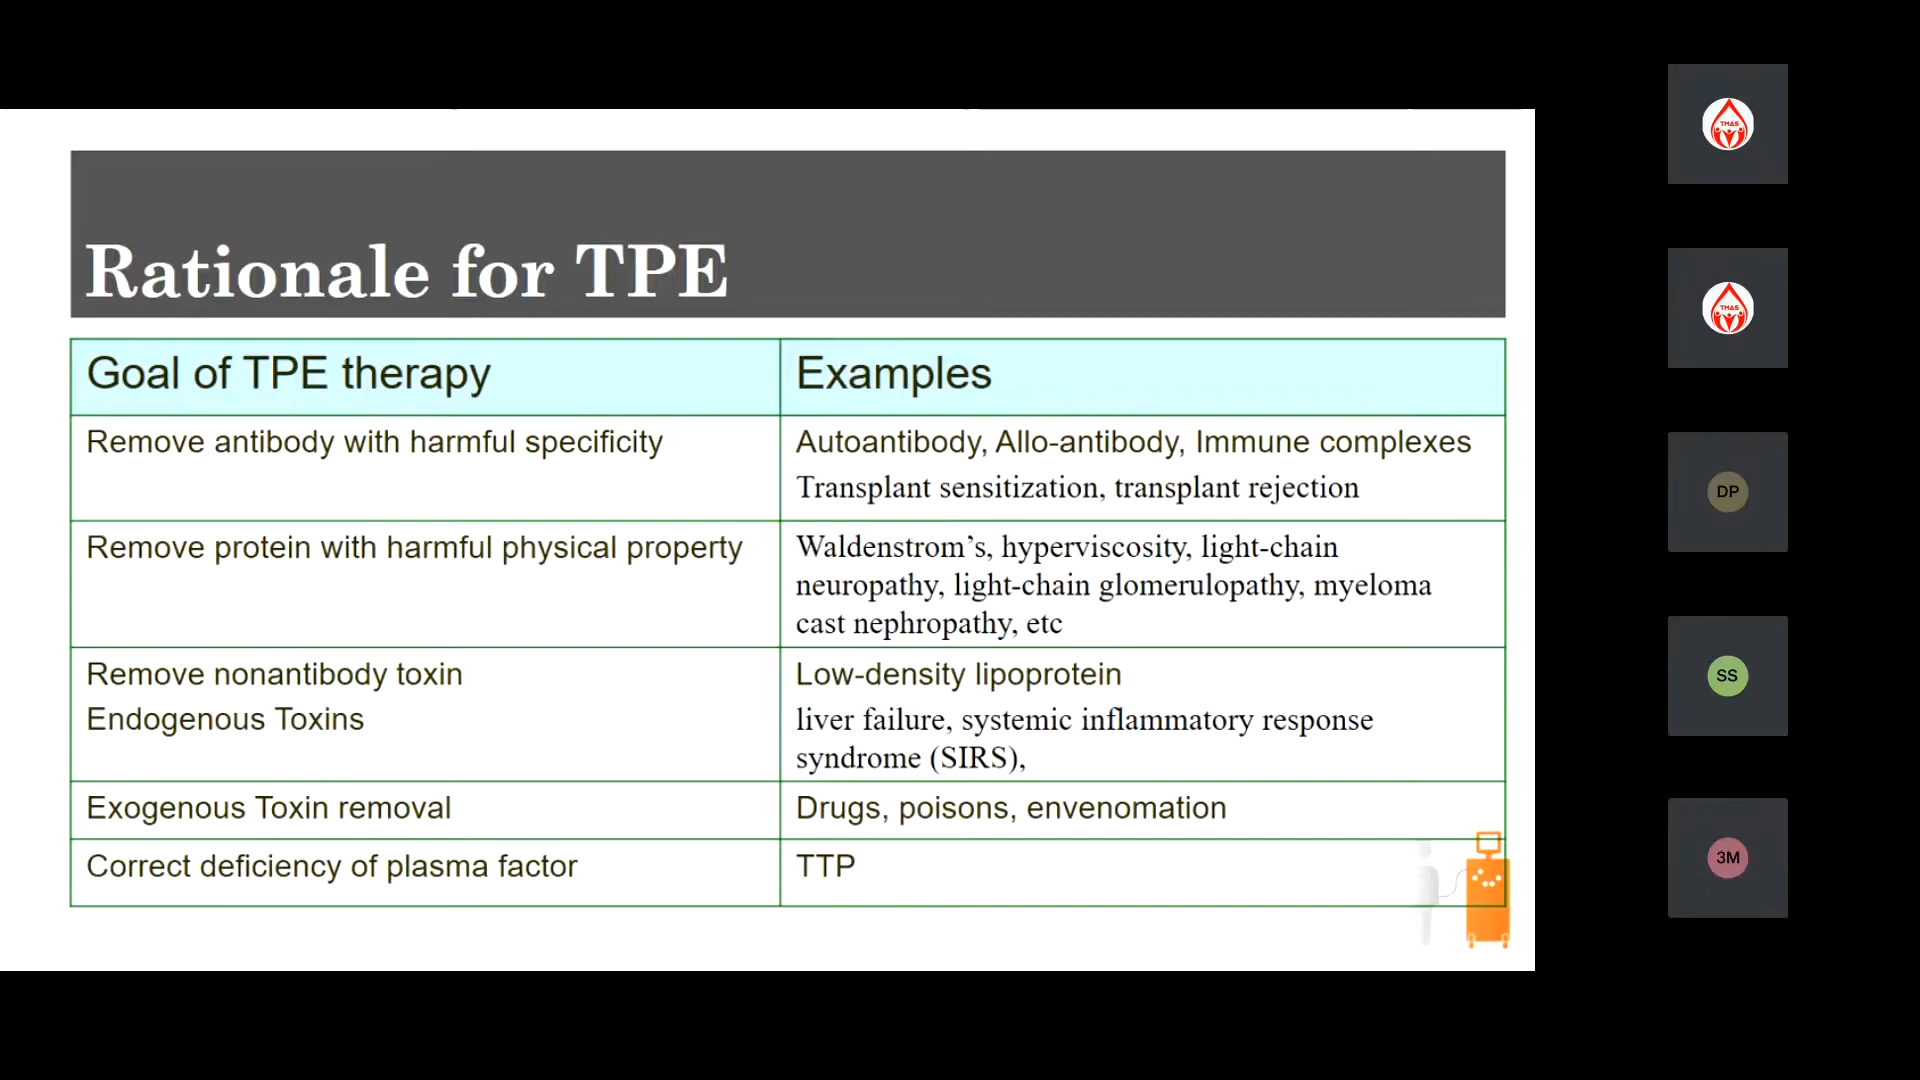 Rationale for TPE
Goal of TPE therapy
Examples
Remove antibody with harmful specificity
Autoantibody, Allo-antibody, Immune complexes
Transplant sensitization, transplant rejection
Remove protein with harmful physical property
Waldenstrom’s, hyperviscosity, light-chain
neuropathy, light-chain glomerulopathy, myeloma
cast nephropathy, etc
Remove nonantibody toxin
Endogenous Toxins
Low-density lipoprotein
liver failure, systemic inflammatory response
syndrome (SIRS),
Exogenous Toxin removal
Drugs, poisons, envenomation
Correct deficiency of plasma factor
TTP
TMAS
TMAS
DP
SS
3M